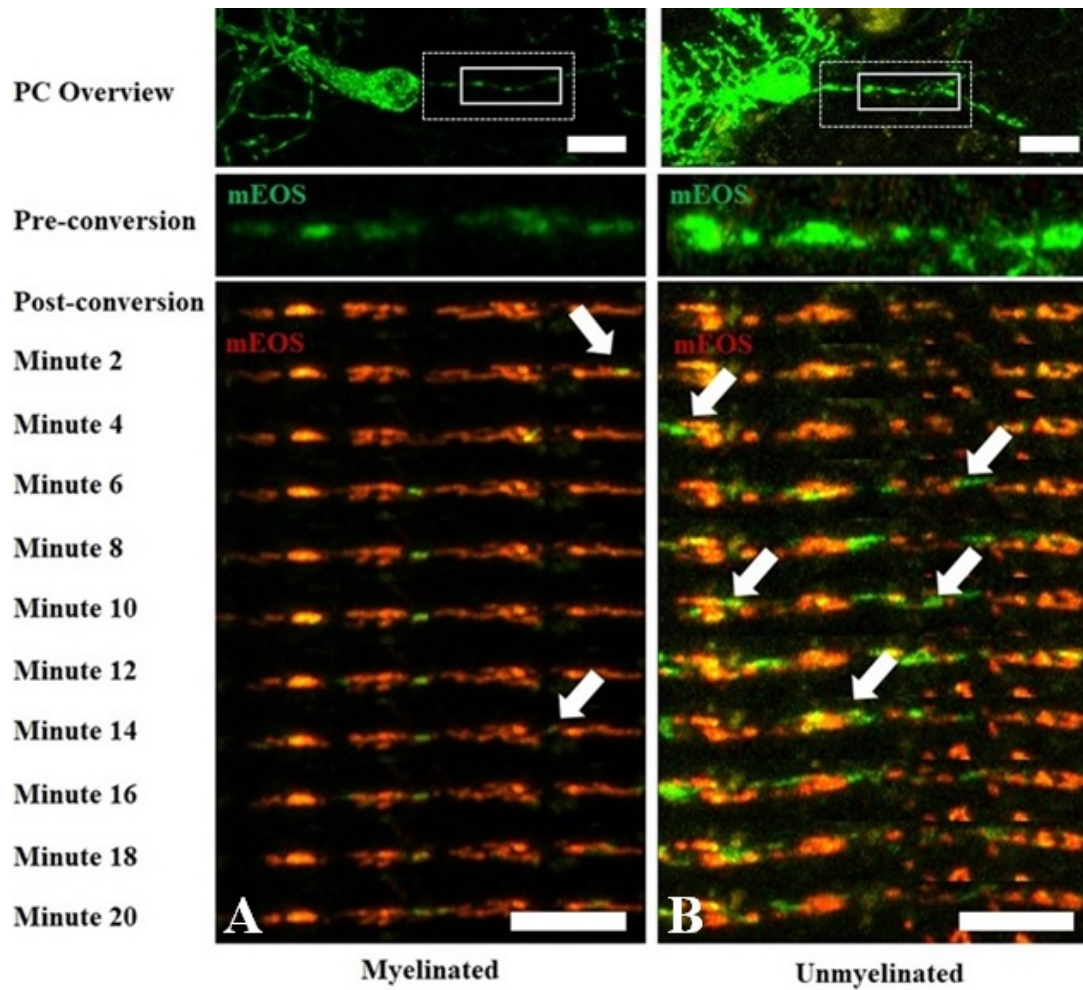 PC Overview
Pre-conversion
mEOS
mEOS
Post-conversion
mEOS
mEOS
Minute 2
Minute 4
Minute 6
Minute 8
Minute 10
Minute 12
Minute 14
Minute 16
Minute 18
Minute 20
A
B
Myelinated
Unmyelinated